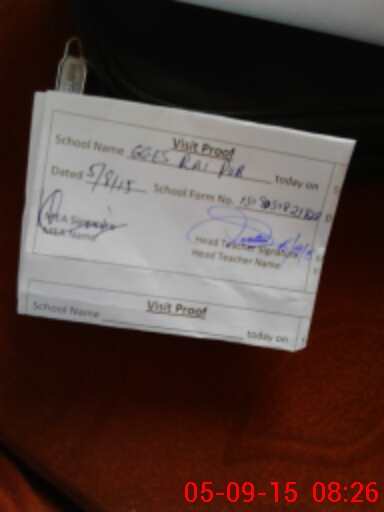 Visit Proof
School Name GGES RAI PUR today on
Dated 5/8/15 School Form No.
MEA Signature Head Teacher Signature
MEA Name Head Teacher Name
Visit Proof
School Name today on
05-09-15 08:26